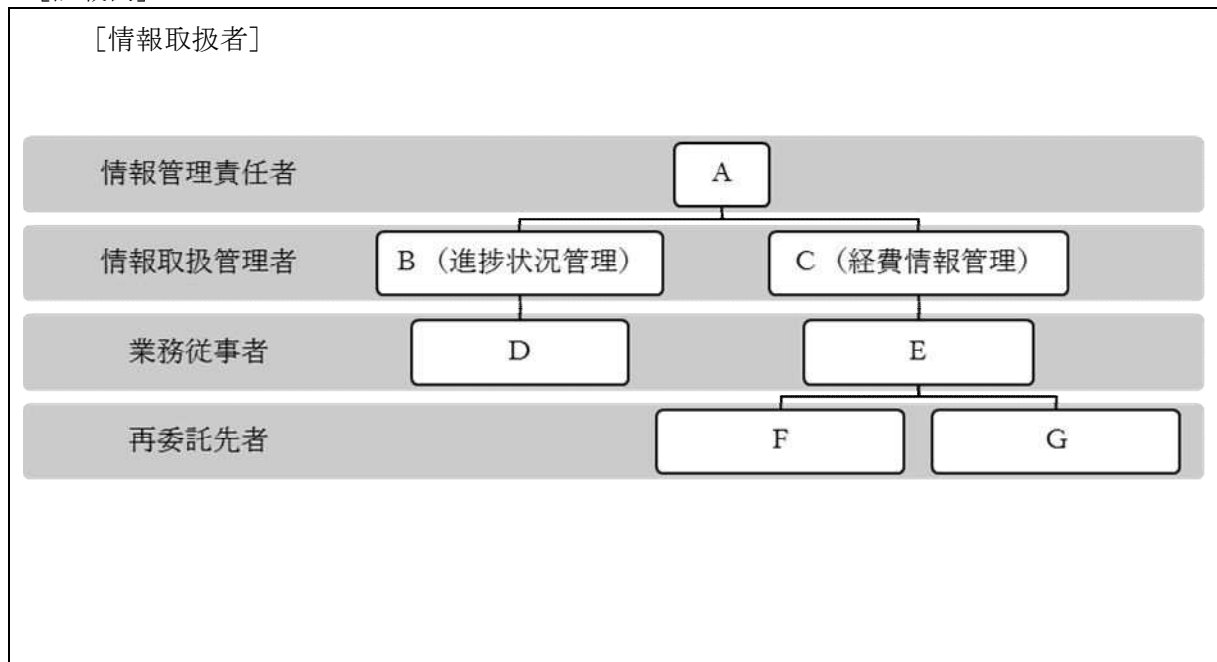 ［情報取扱者］
情報管理責任者
A
情報取扱管理者
B（進捗状況管理）
C（経費情報管理）
業務従事者
D
E
再委託先者
F
G